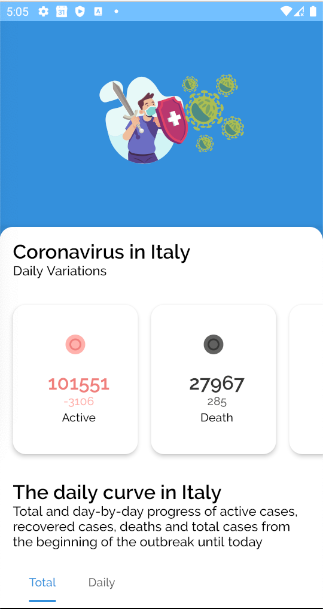 5:05
Coronavirus in Italy
Daily Variations
101551
-3106
Active
27967
285
Death
The daily curve in Italy
Total and day-by-day progress of active cases,
recovered cases, deaths and total cases from
the beginning of the outbreak until today
Total Daily